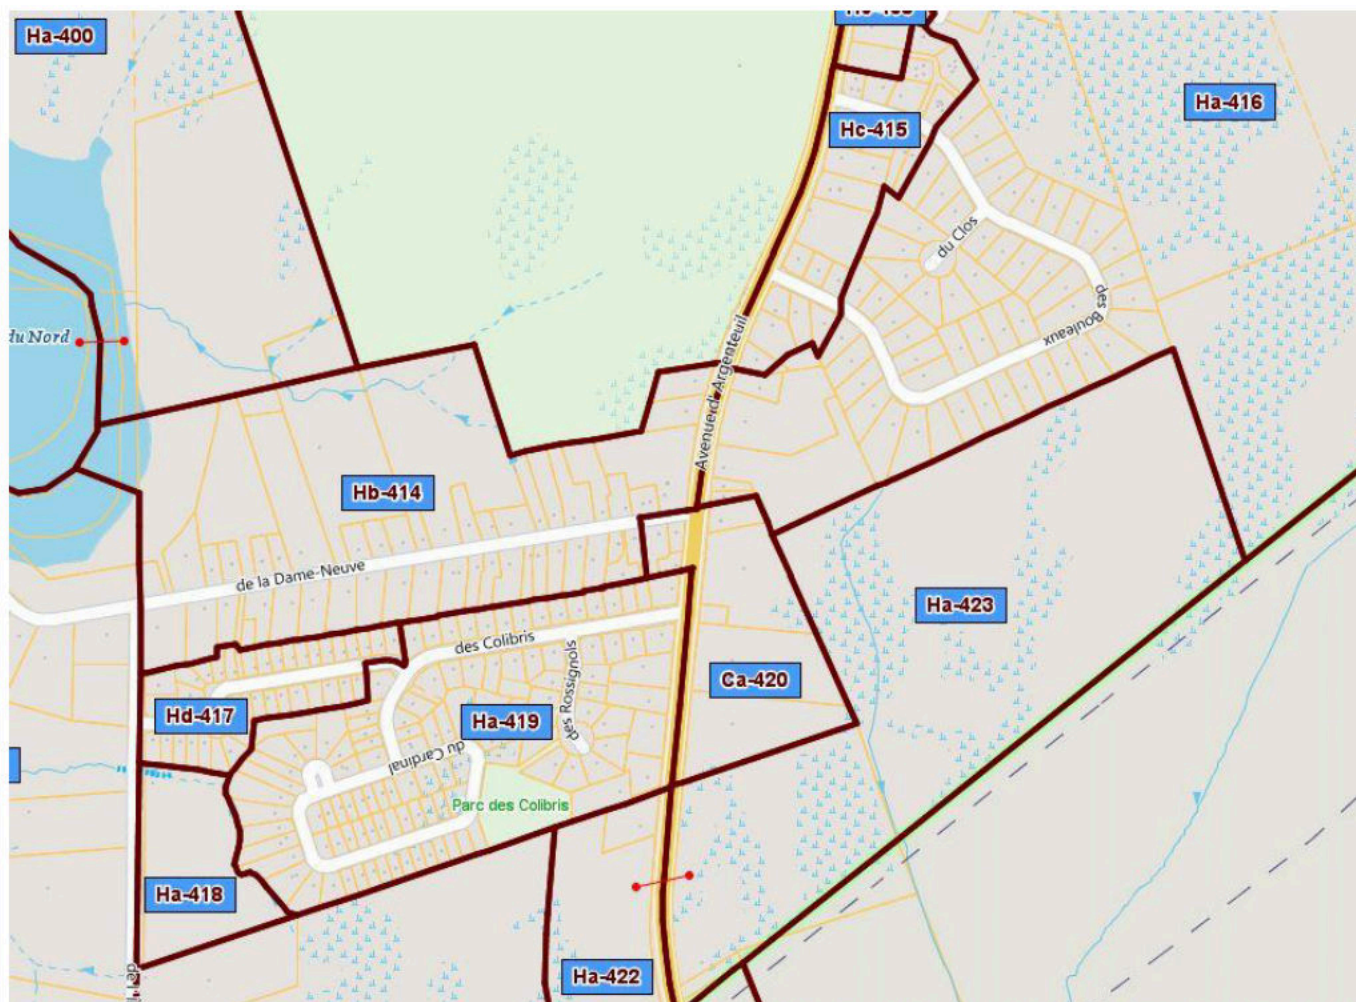 Ha-400
Ha-416
Hc-415
du Clos
des Bouleaux
du Nord
Avenue d'Argenteuil
Hb-414
de la Dame-Neuve
Ha-423
des Colibris
des Rossignols
Ca-420
Hd-417
Ha-419
du Cardinal
Parc des Colibris
Ha-418
Ha-422